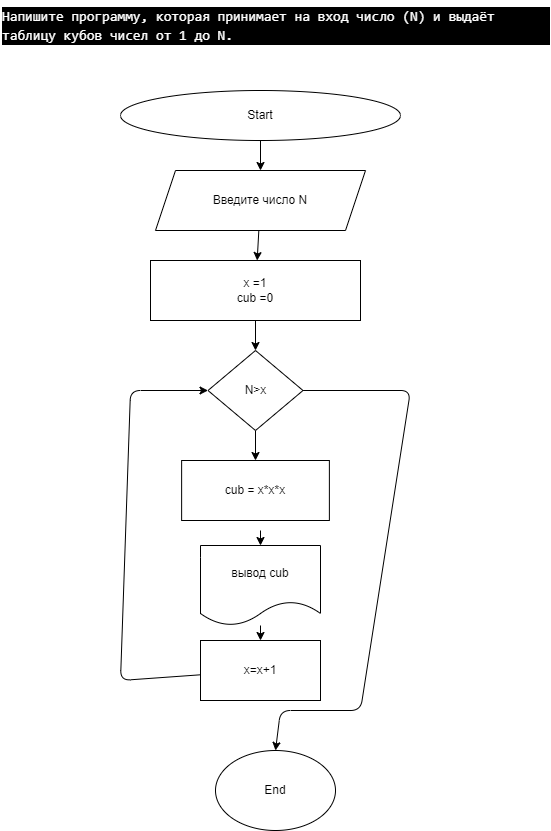 Напишите программу, которая принимает на вход число (N) и выдаёт
таблицу кубов чисел от 1 до N.
Start
Введите число N
x =1
cub =0
N>x
cub = x*x*x
вывод cub
x=x+1
End